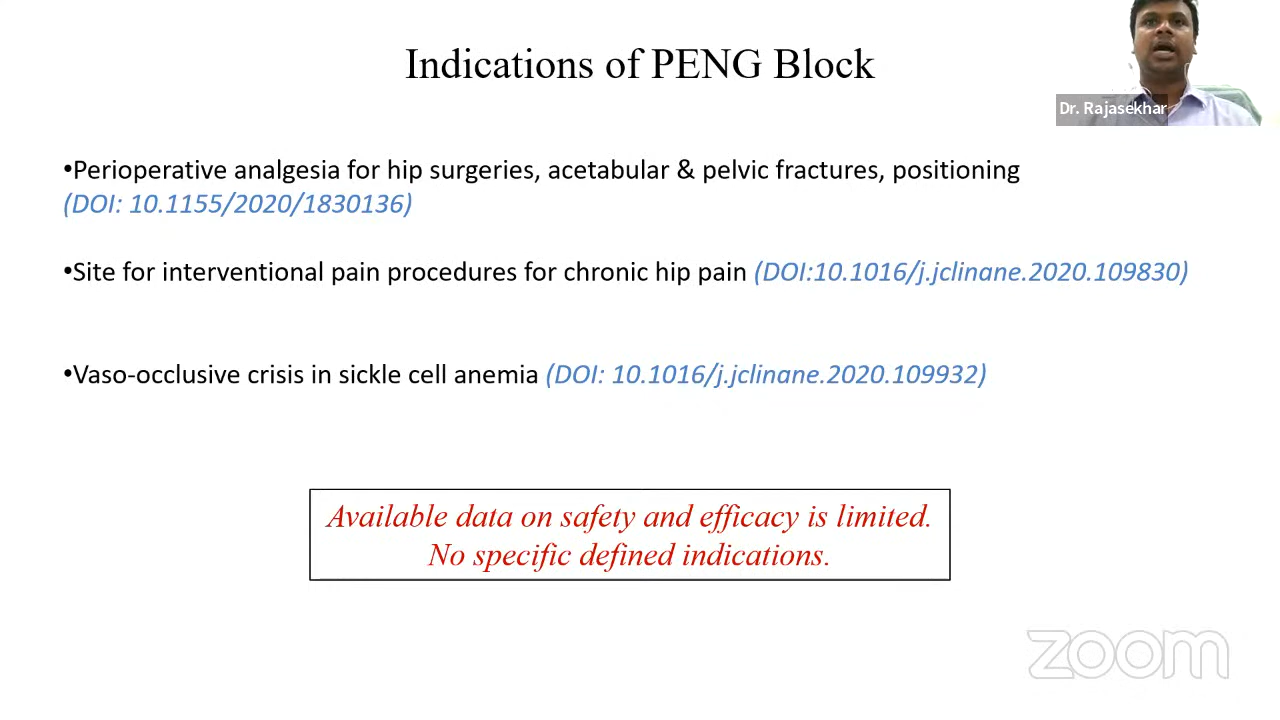 Indications of PENG Block
Dr. Rajasekhar
•Perioperative analgesia for hip surgeries, acetabular & pelvic fractures, positioning
(DOI: 10.1155/2020/1830136)
•Site for interventional pain procedures for chronic hip pain (DOI:10.1016/j.jclinane.2020.109830)
•Vaso-occlusive crisis in sickle cell anemia (DOI: 10.1016/j.jclinane.2020.109932)
Available data on safety and efficacy is limited.
No specific defined indications.
zoom